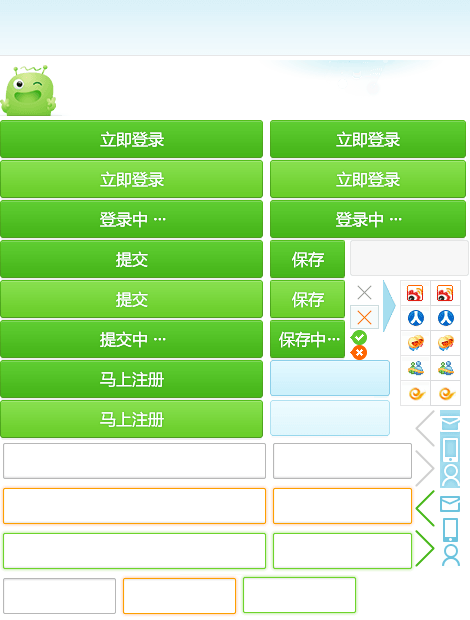 立即登录 立即登录
立即登录 立即登录
登录中 ··· 登录中 ···
提交 保存
提交 保存
提交中 ··· 保存中···
马上注册
马上注册